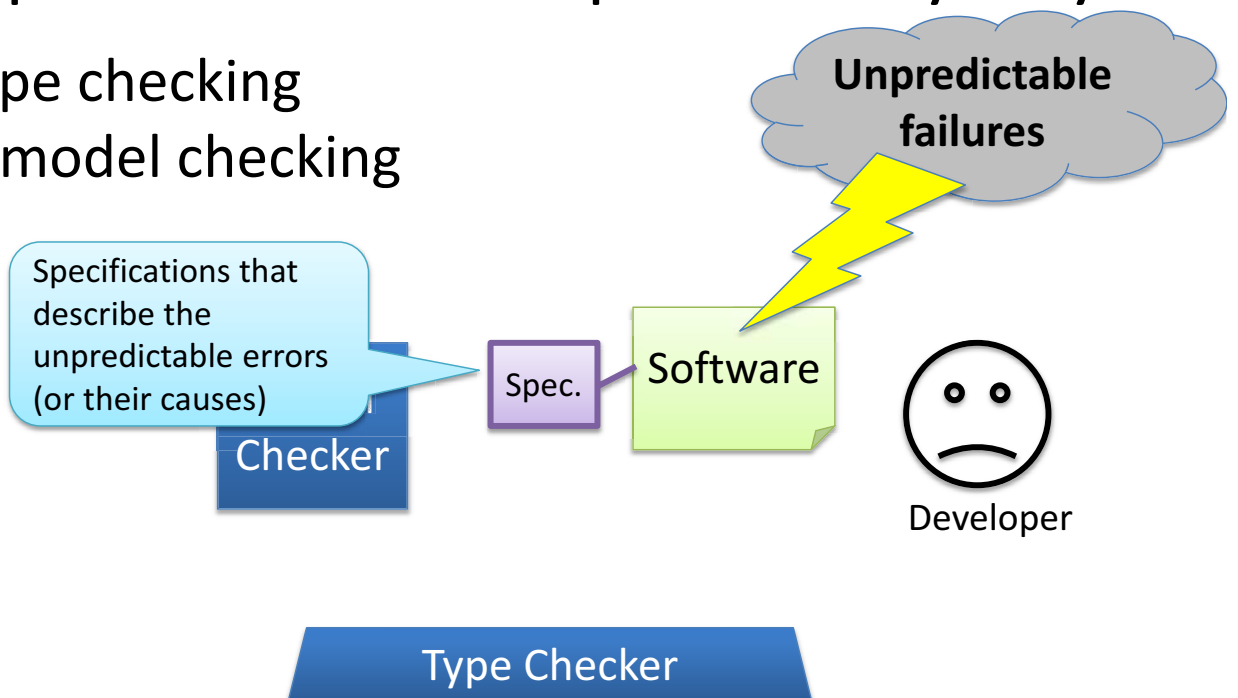 pe checking
model checking
Unpredictable
failures
Specifications that
describe the
unpredictable errors
(or their causes)
Spec.
Software
Checker
Developer
Type Checker